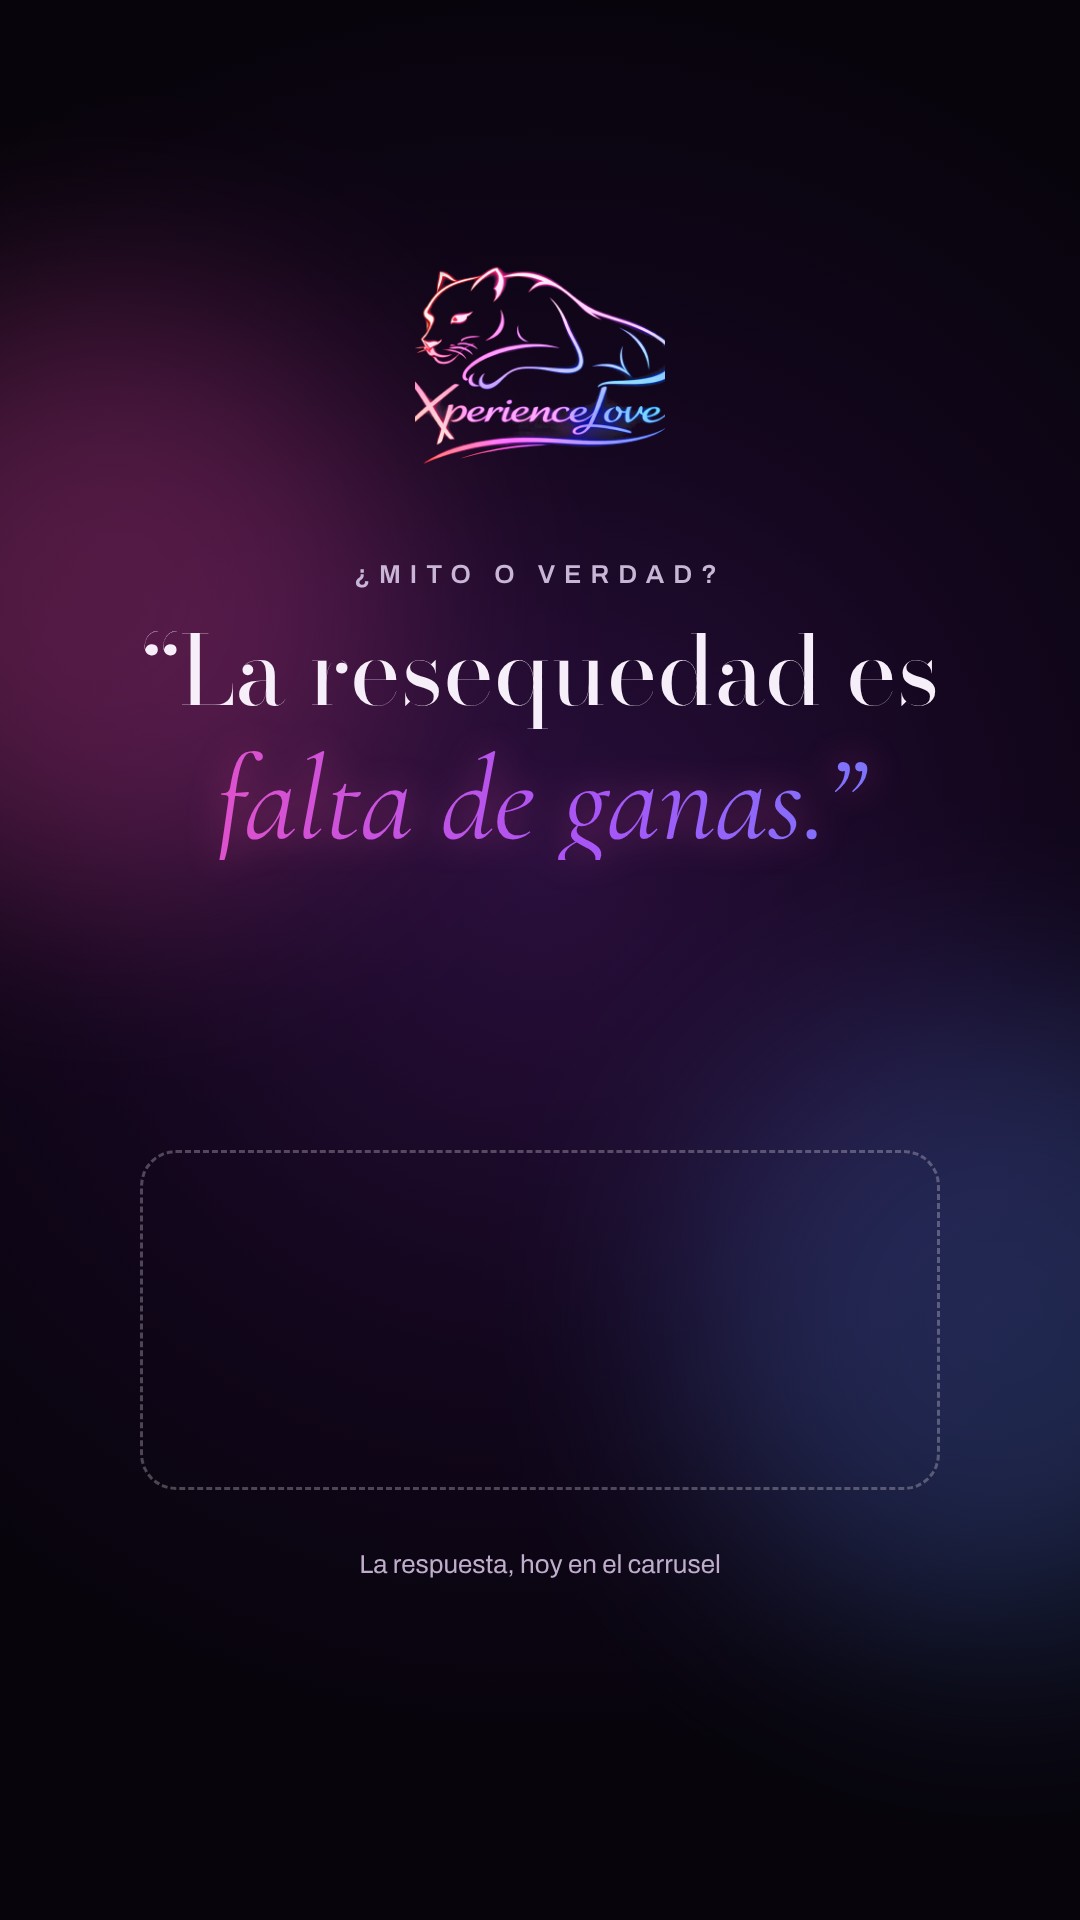 XperienceLove
¿MITO O VERDAD?
“La resequedad es
falta de ganas.”
La respuesta, hoy en el carrusel